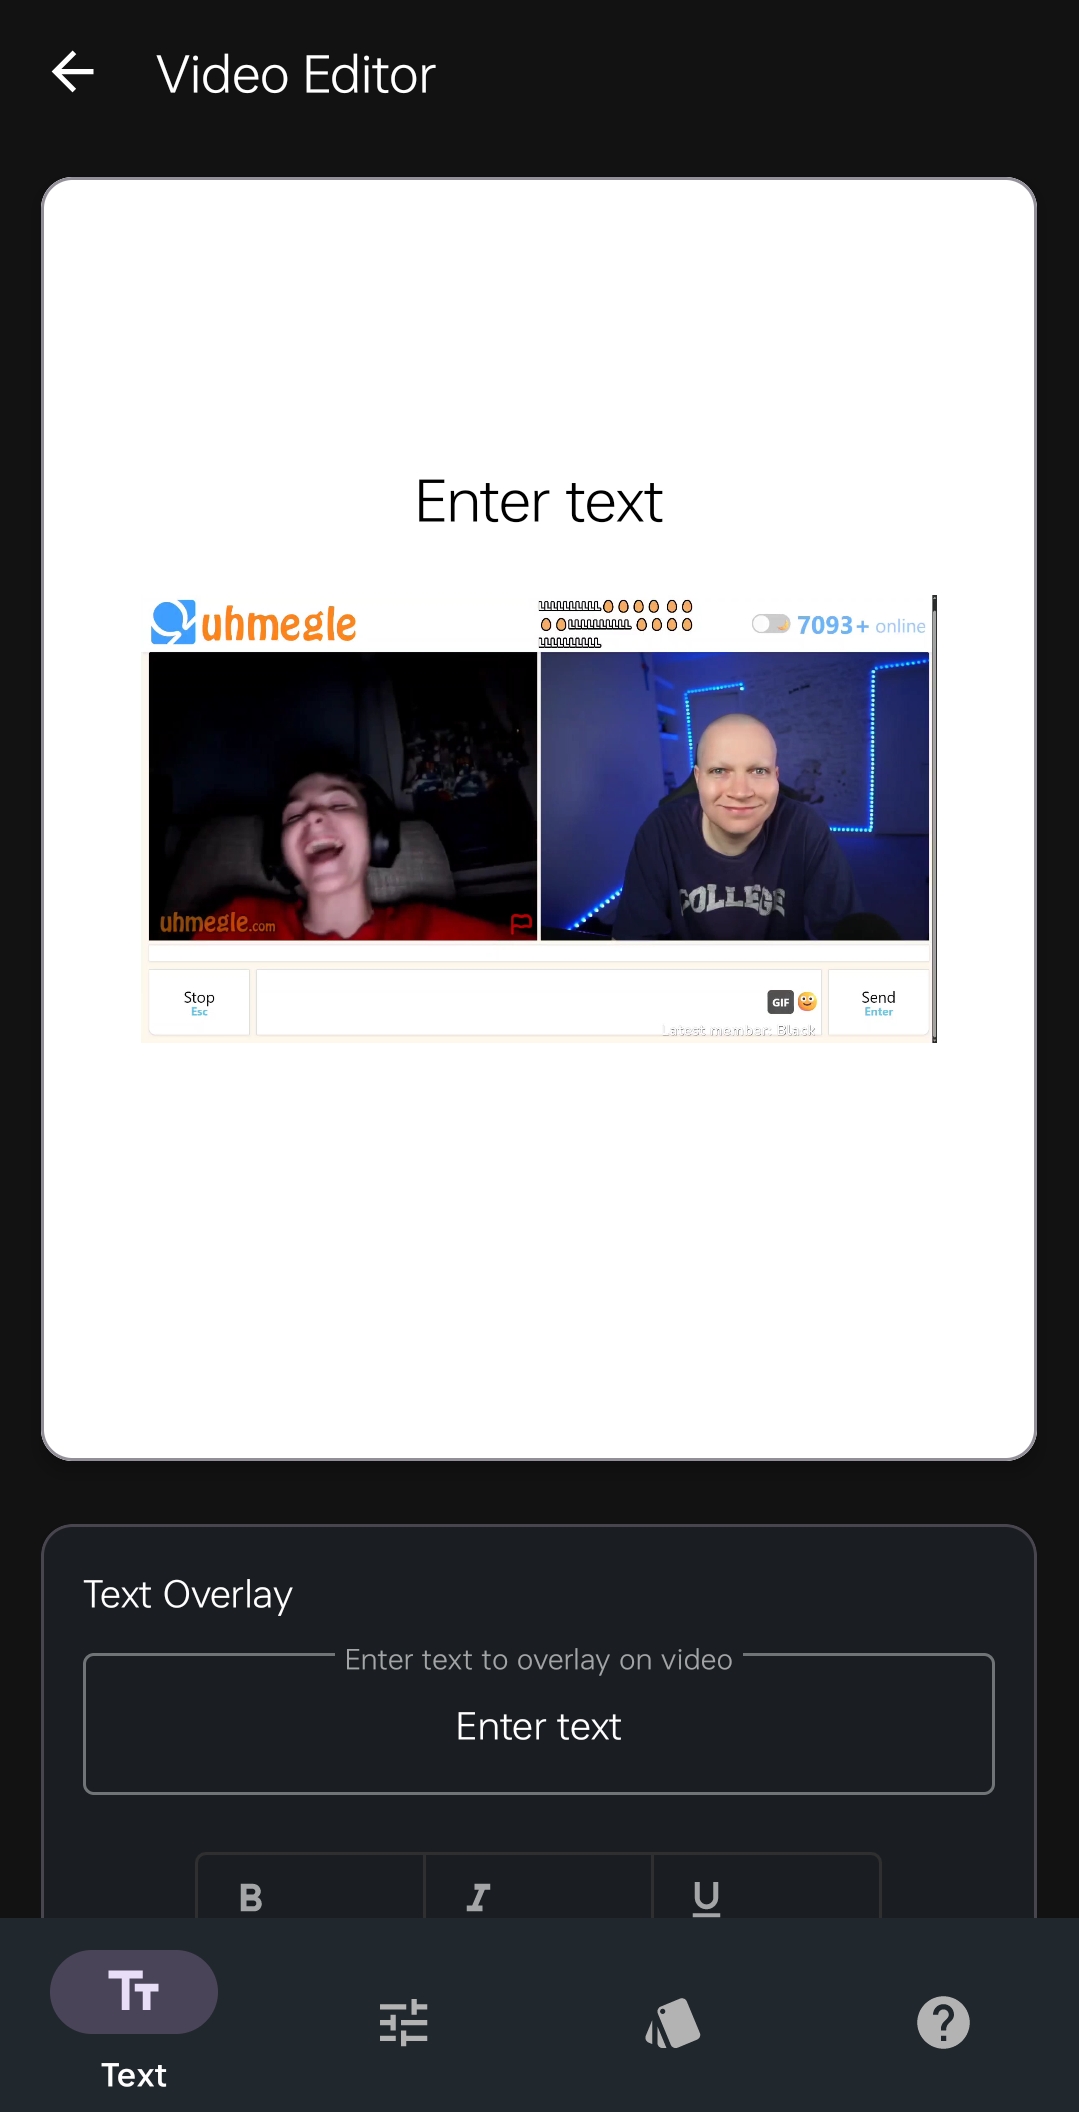 Video Editor
Enter text
uhmegle
7093+ online
uhmegle.com
COLLEGE
Stop
Esc
GIF
Send
Enter
Latest member: Black
Text Overlay
Enter text to overlay on video
Enter text
B
I
U
TT
Text
?